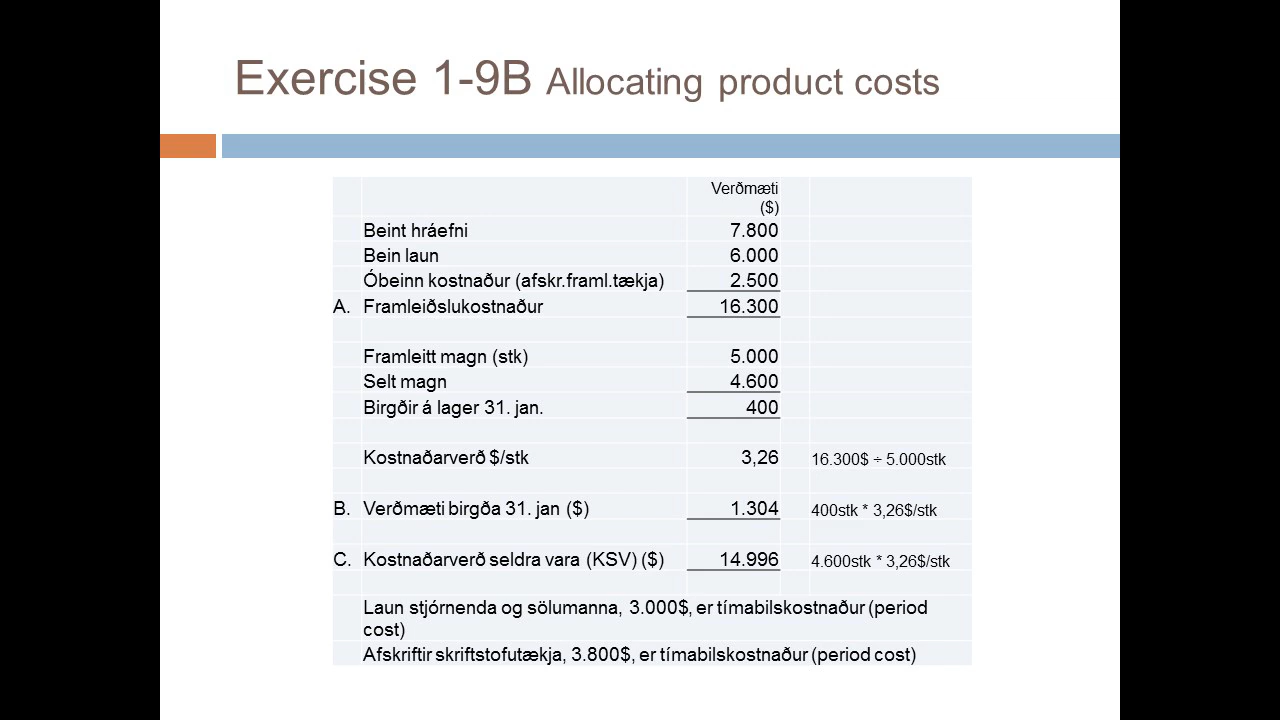 Exercise 1-9B Allocating product costs
Verðmæti
($)
Beint hráefni 7.800
Bein laun 6.000
Óbeinn kostnaður (afskr.framl.tækja) 2.500
A. Framleiðslukostnaður 16.300
Framleitt magn (stk) 5.000
Selt magn 4.600
Birgðir á lager 31. jan. 400
Kostnaðarverð $/stk 3,26 16.300$ ÷ 5.000stk
B. Verðmæti birgða 31. jan ($) 1.304 400stk * 3,26$/stk
C. Kostnaðarverð seldra vara (KSV) ($) 14.996 4.600stk * 3,26$/stk
Laun stjórnenda og sölumanna, 3.000$, er tímabilskostnaður (period
cost)
Afskriftir skriftstofutækja, 3.800$, er tímabilskostnaður (period cost)